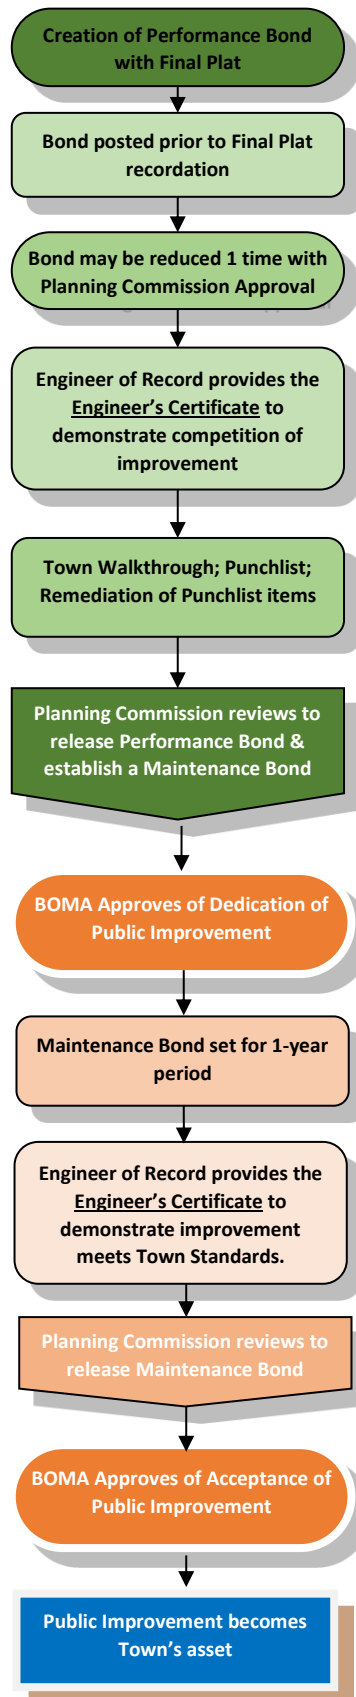 Creation of Performance Bond
with Final Plat
Bond posted prior to Final Plat
recordation
Bond may be reduced 1 time with
Planning Commission Approval
Engineer of Record provides the
Engineer's Certificate to
demonstrate competition of
improvement
Town Walkthrough; Punchlist;
Remediation of Punchlist items
Planning Commission reviews to
release Performance Bond &
establish a Maintenance Bond
BOMA Approves of Dedication of
Public Improvement
Maintenance Bond set for 1-year
period
Engineer of Record provides the
Engineer's Certificate to
demonstrate improvement
meets Town Standards.
Planning Commission reviews to
release Maintenance Bond
BOMA Approves of Acceptance of
Public Improvement
Public Improvement becomes
Town's asset